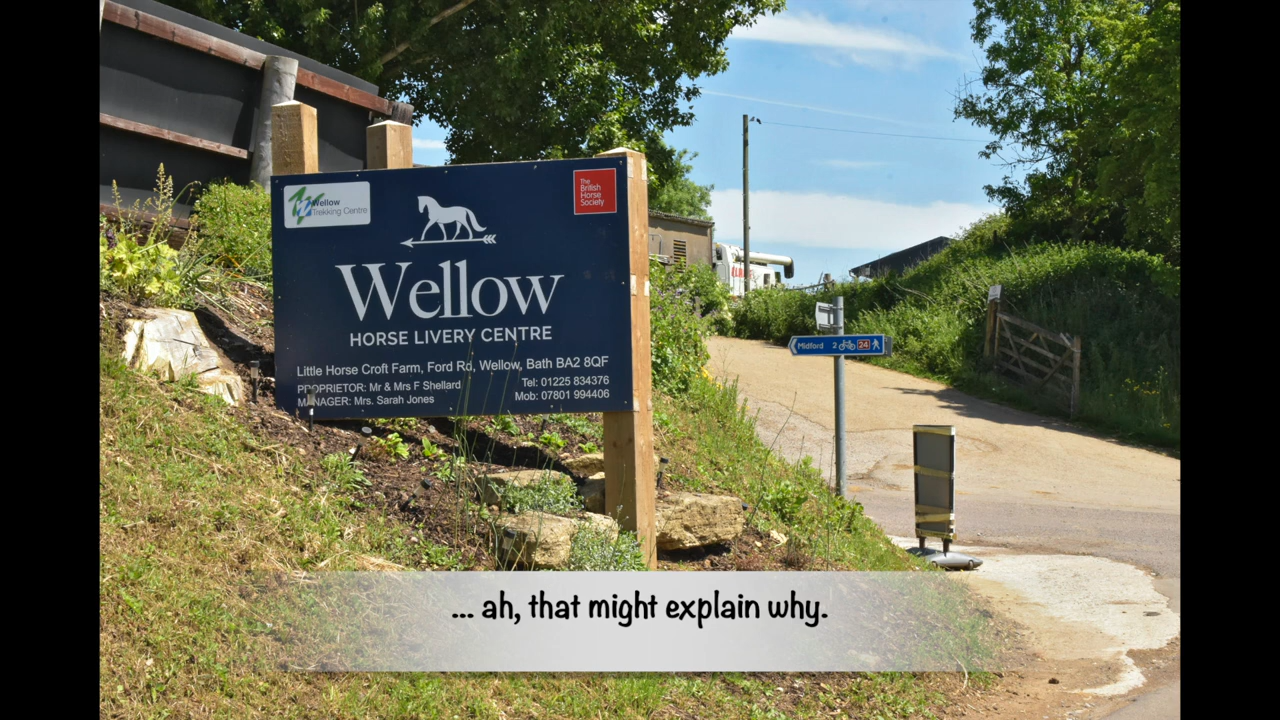 Wellow
Trekking Centre
The
British
Horse
Society
Wellow
HORSE LIVERY CENTRE
Little Horse Croft Farm, Ford Rd, Wellow, Bath BA2 8QF
PROPRIETOR: Mr & Mrs F Shellard
Tel: 01225 834376
MANAGER: Mrs. Sarah Jones
Mob: 07801 994406
Midford 2 24
... ah, that might explain why.